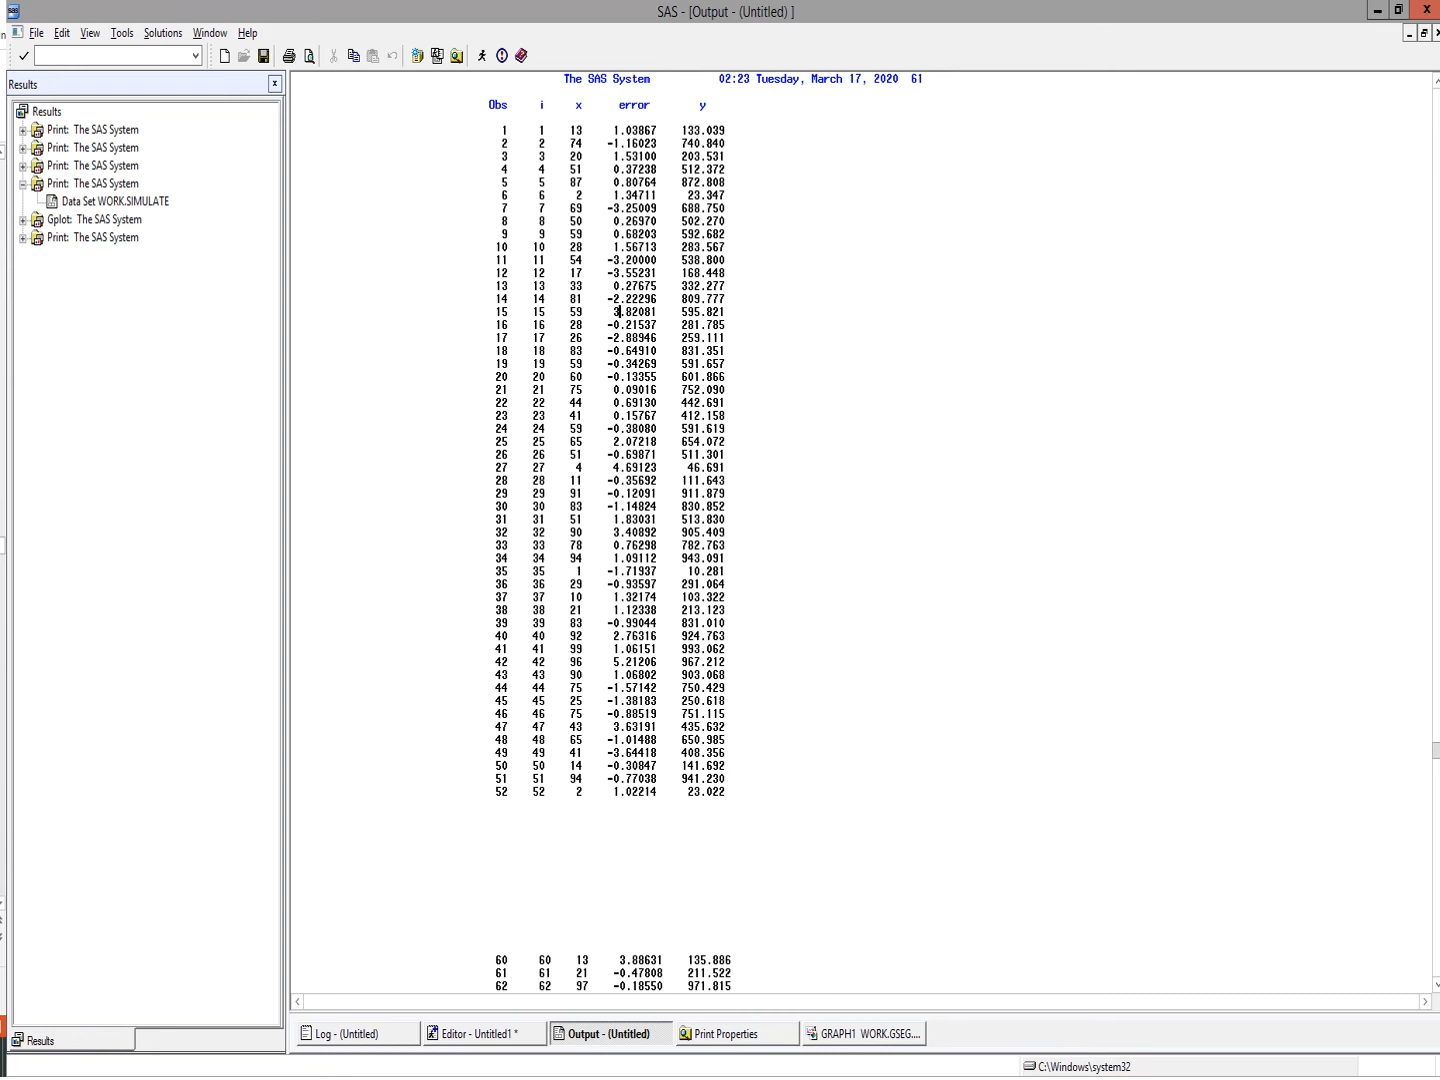 SAS - [Output - (Untitled) ]
File Edit View Tools Solutions Window Help
Results
Results
Print: The SAS System
Print: The SAS System
Print: The SAS System
Print: The SAS System
Data Set WORK.SIMULATE
Gplot: The SAS System
Print: The SAS System
The SAS System 02:23 Tuesday, March 17, 2020 61
Obs i x error y
1 1 13 1.03867 133.039
2 2 74 -1.16023 740.840
3 3 20 1.53100 203.531
4 4 51 0.37238 512.372
5 5 87 0.80764 872.808
6 6 2 1.34711 23.347
7 7 69 -3.25009 688.750
8 8 50 0.26970 502.270
9 9 59 0.68203 592.682
10 10 28 1.56713 283.567
11 11 54 -3.20000 538.800
12 12 17 -3.55231 168.448
13 13 33 0.27675 332.277
14 14 81 -2.22296 809.777
15 15 59 3.82081 595.821
16 16 28 -0.21537 281.785
17 17 26 -2.88946 259.111
18 18 83 -0.64910 831.351
19 19 59 -0.34269 591.657
20 20 60 -0.13355 601.866
21 21 75 0.09016 752.090
22 22 44 0.69130 442.691
23 23 41 0.15767 412.158
24 24 59 -0.38080 591.619
25 25 65 2.07218 654.072
26 26 51 -0.69871 511.301
27 27 4 4.69123 46.691
28 28 11 -0.35692 111.643
29 29 91 -0.12091 911.879
30 30 83 -1.14824 830.852
31 31 51 1.83031 513.830
32 32 90 3.40892 905.409
33 33 78 0.76298 782.763
34 34 94 1.09112 943.091
35 35 1 -1.71937 10.281
36 36 29 -0.93597 291.064
37 37 10 1.32174 103.322
38 38 21 1.12338 213.123
39 39 83 -0.99044 831.010
40 40 92 2.76316 924.763
41 41 99 1.06151 993.062
42 42 96 5.21206 967.212
43 43 90 1.06802 903.068
44 44 75 -1.57142 750.429
45 45 25 -1.38183 250.618
46 46 75 -0.88519 751.115
47 47 43 3.63191 435.632
48 48 65 -1.01488 650.985
49 49 41 -3.64418 408.356
50 50 14 -0.30847 141.692
51 51 94 -0.77038 941.230
52 52 2 1.02214 23.022
60 60 13 3.88631 135.886
61 61 21 -0.47808 211.522
62 62 97 -0.18550 971.815
Results
Log - (Untitled) Editor - Untitled1 * Output - (Untitled) Print Properties GRAPH1 WORK.GSEG....
C:\Windows\system32